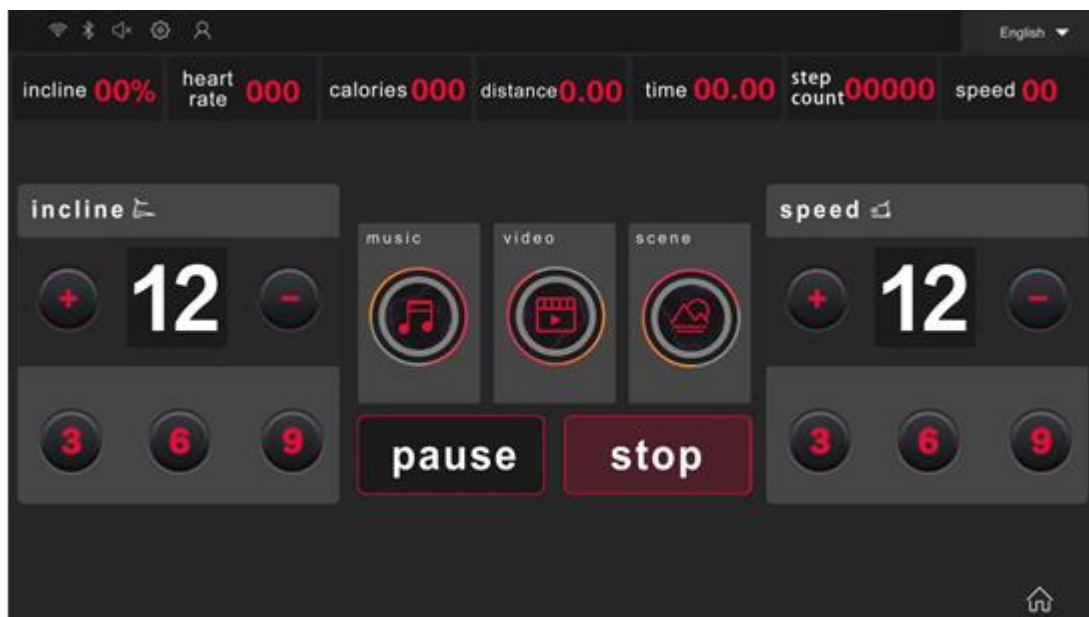 English
incline 00%
heart rate 000
calories 000
distance 0.00
time 00.00
step count 00000
speed 00
incline
+ 12 -
3 6 9
music
video
scene
pause
stop
speed
+ 12 -
3 6 9